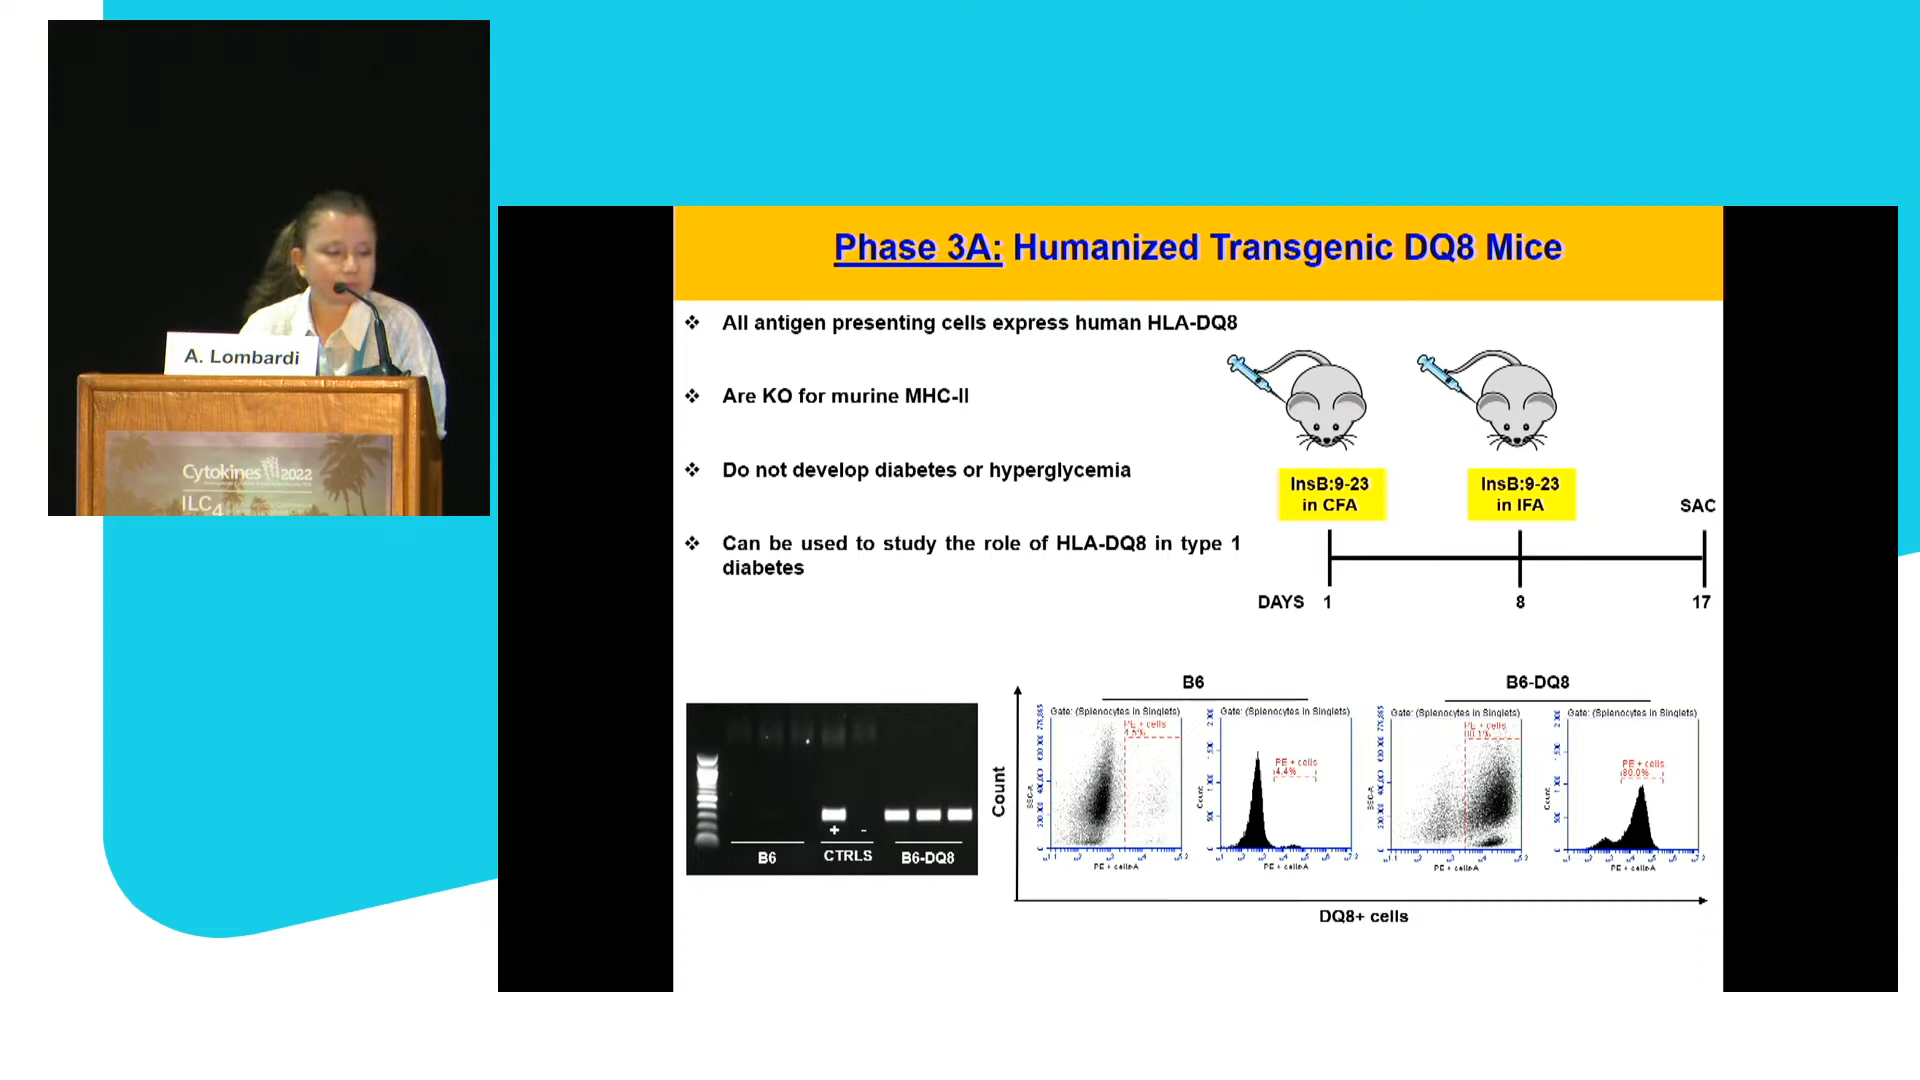 A. Lombardi
Cytokines 2022
ILC4
Phase 3A: Humanized Transgenic DQ8 Mice
❖ All antigen presenting cells express human HLA-DQ8
❖ Are KO for murine MHC-II
❖ Do not develop diabetes or hyperglycemia
❖ Can be used to study the role of HLA-DQ8 in type 1
diabetes
InsB:9-23
in CFA
InsB:9-23
in IFA
SAC
DAYS 1 8 17
+ -
B6 CTRLS B6-DQ8
B6
B6-DQ8
Gate: (Splenocytes in Singlets)
Gate: (Splenocytes in Singlets)
Gate: (Splenocytes in Singlets)
Gate: (Splenocytes in Singlets)
PE + cells
PE + cells
4.4%
PE + cells
PE + cells
80.0%
Count
SSC-A
Count
SSC-A
Count
PE + cells-A
PE + cells-A
PE + cells-A
PE + cells-A
DQ8+ cells